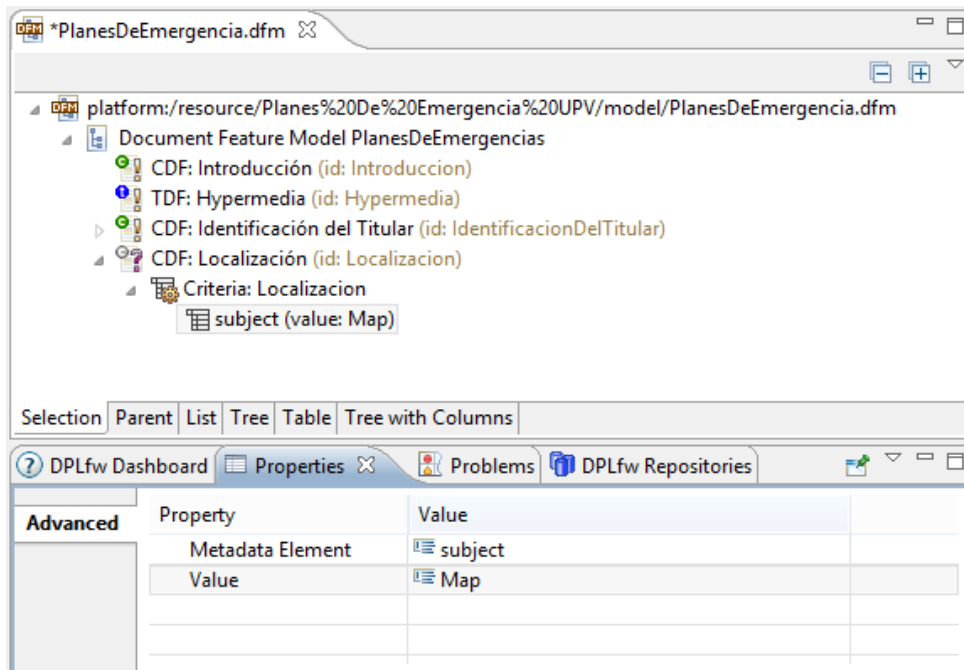 *PlanesDeEmergencia.dfm
platform:/resource/Planes%20De%20Emergencia%20UPV/model/PlanesDeEmergencia.dfm
Document Feature Model PlanesDeEmergencias
CDF: Introducción (id: Introduccion)
TDF: Hypermedia (id: Hypermedia)
CDF: Identificación del Titular (id: IdentificacionDelTitular)
CDF: Localización (id: Localizacion)
Criteria: Localizacion
subject (value: Map)
Selection Parent List Tree Table Tree with Columns
DPLfw Dashboard Properties Problems DPLfw Repositories
Advanced Property Value
Metadata Element subject
Value Map